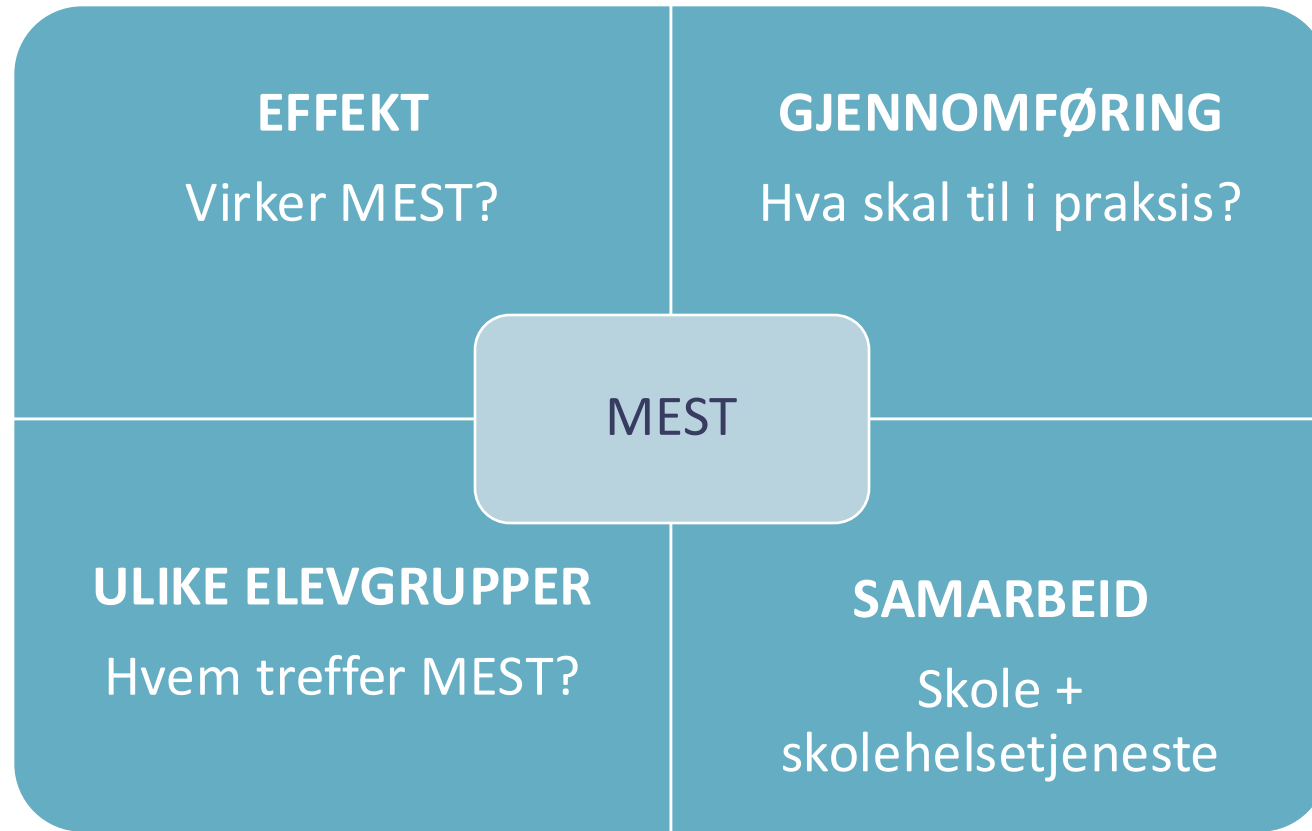 EFFEKT
Virker MEST?
GJENNOMFØRING
Hva skal til i praksis?
MEST
ULIKE ELEVGRUPPER
Hvem treffer MEST?
SAMARBEID
Skole +
skolehelsetjeneste